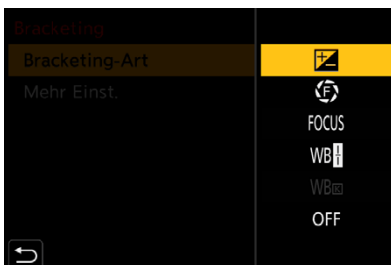 Bracketing
Bracketing-Art
Mehr Einst.
F
FOCUS
WB
WB K
OFF